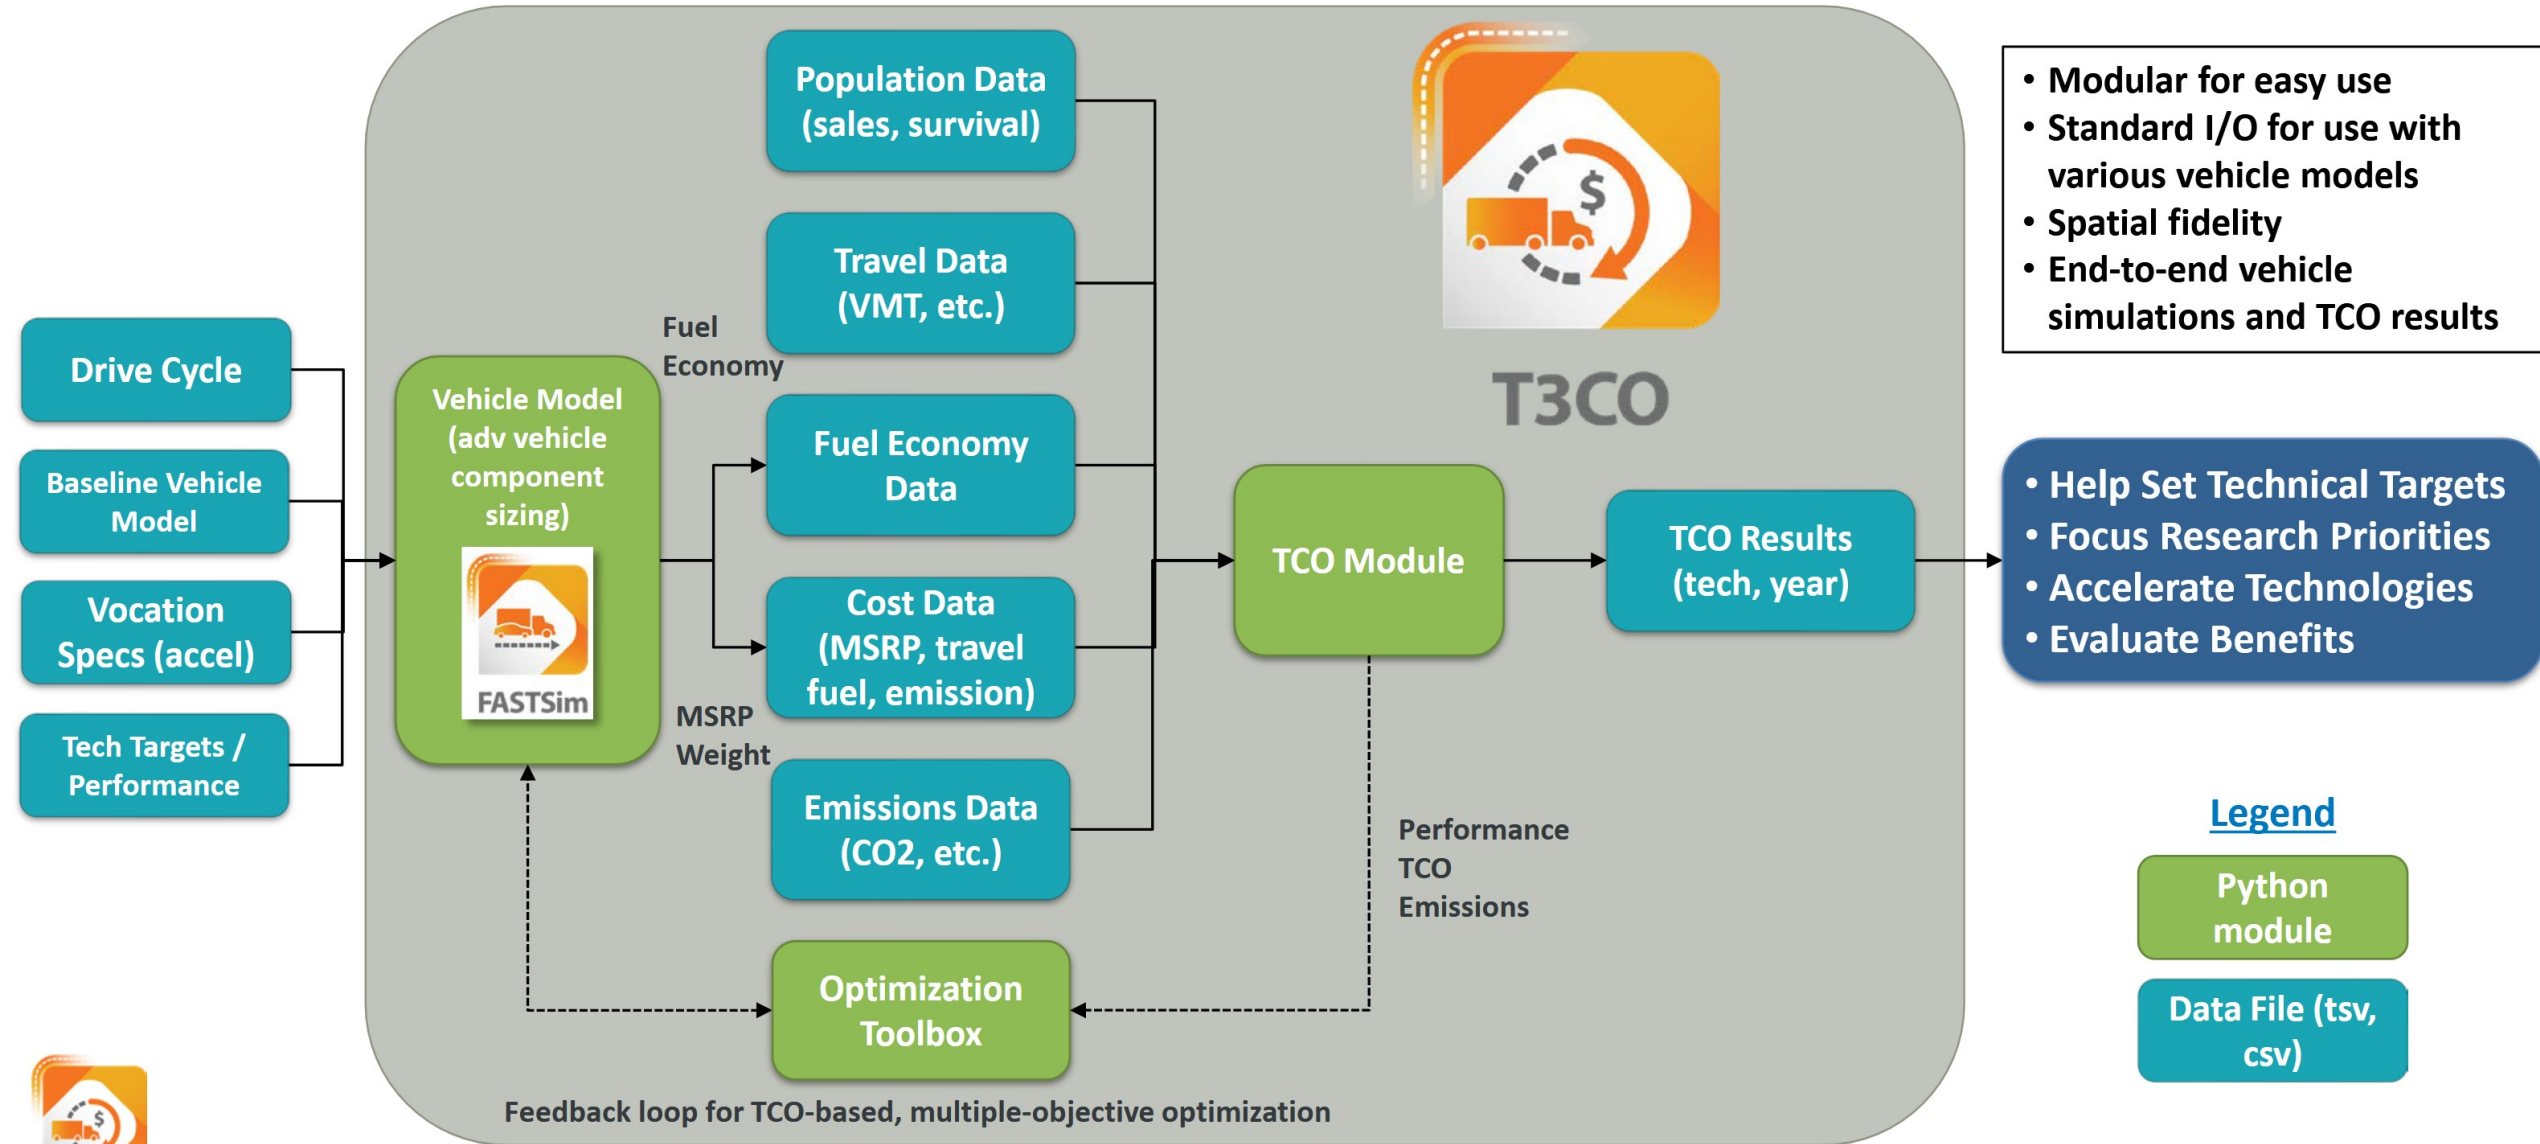 Drive Cycle
Baseline Vehicle
Model
Vocation
Specs (accel)
Tech Targets /
Performance
Vehicle Model
(adv vehicle
component
sizing)
FASTSim
Fuel
Economy
MSRP
Weight
Population Data
(sales, survival)
Travel Data
(VMT, etc.)
Fuel Economy
Data
Cost Data
(MSRP, travel
fuel, emission)
Emissions Data
(CO2, etc.)
Optimization
Toolbox
Feedback loop for TCO-based, multiple-objective optimization
$
T3CO
TCO Module
Performance
TCO
Emissions
TCO Results
(tech, year)
• Modular for easy use
• Standard I/O for use with
various vehicle models
• Spatial fidelity
• End-to-end vehicle
simulations and TCO results
• Help Set Technical Targets
• Focus Research Priorities
• Accelerate Technologies
• Evaluate Benefits
Legend
Python
module
Data File (tsv,
csv)
$